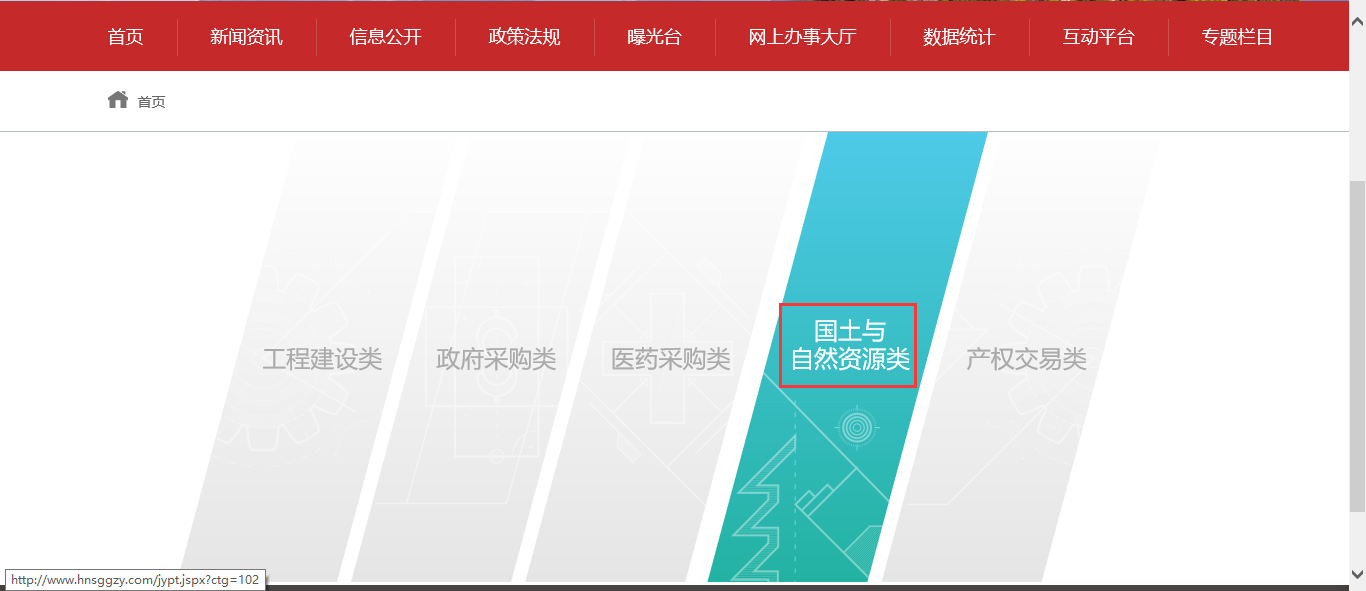 首页 新闻资讯 信息公开 政策法规 曝光台 网上办事大厅 数据统计 互动平台 专题栏目
首页
工程建设类
政府采购类
医药采购类
国土与
自然资源类
产权交易类
http://www.hnsggzy.com/jypt.jspx?ctg=102